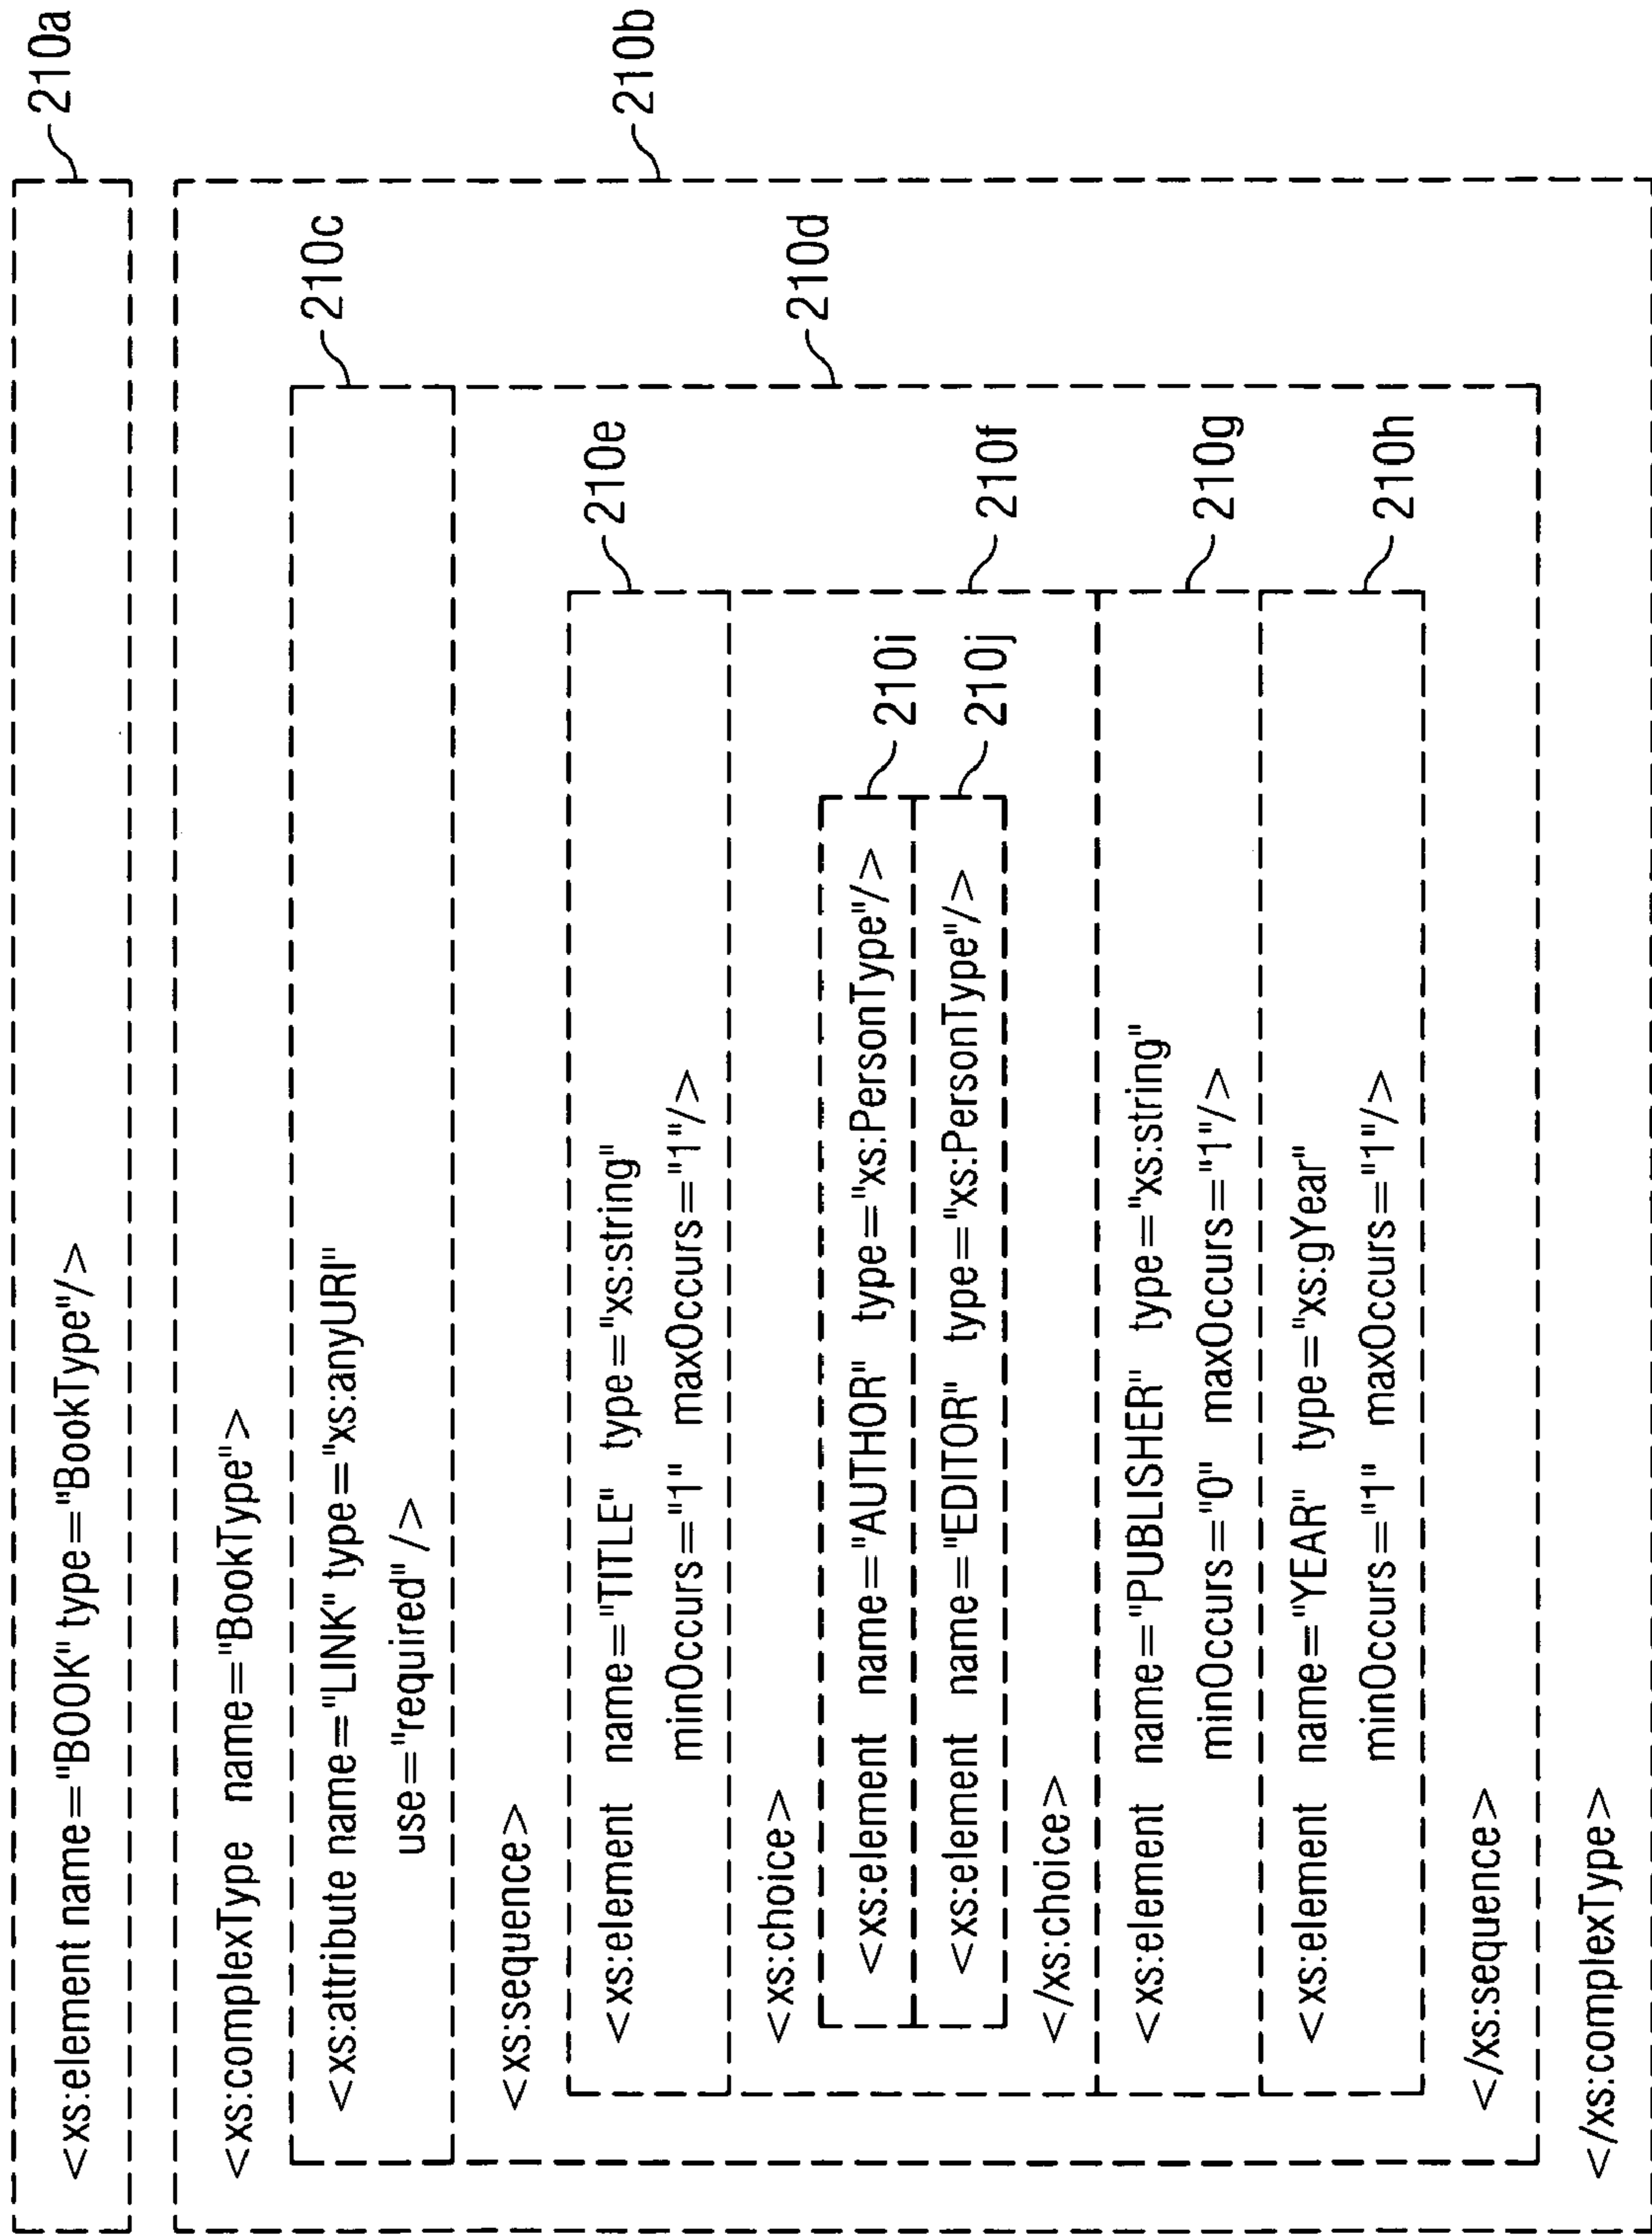 <xs:element name="BOOK" type="BookType"/>
210a
<xs:complexType name="BookType">
210b
<xs:attribute name="LINK" type="xs:anyURI"
use="required"/>
210c
<xs:sequence>
210d
<xs:element name="TITLE" type="xs:string"
minOccurs="1" maxOccurs="1"/>
210e
<xs:choice>
210f
<xs:element name="AUTHOR" type="xs:PersonType"/>
210i
<xs:element name="EDITOR" type="xs:PersonType"/>
210j
</xs:choice>
<xs:element name="PUBLISHER" type="xs:string"
minOccurs="0" maxOccurs="1"/>
210g
<xs:element name="YEAR" type="xs:gYear"
minOccurs="1" maxOccurs="1"/>
210h
</xs:sequence>
</xs:complexType>